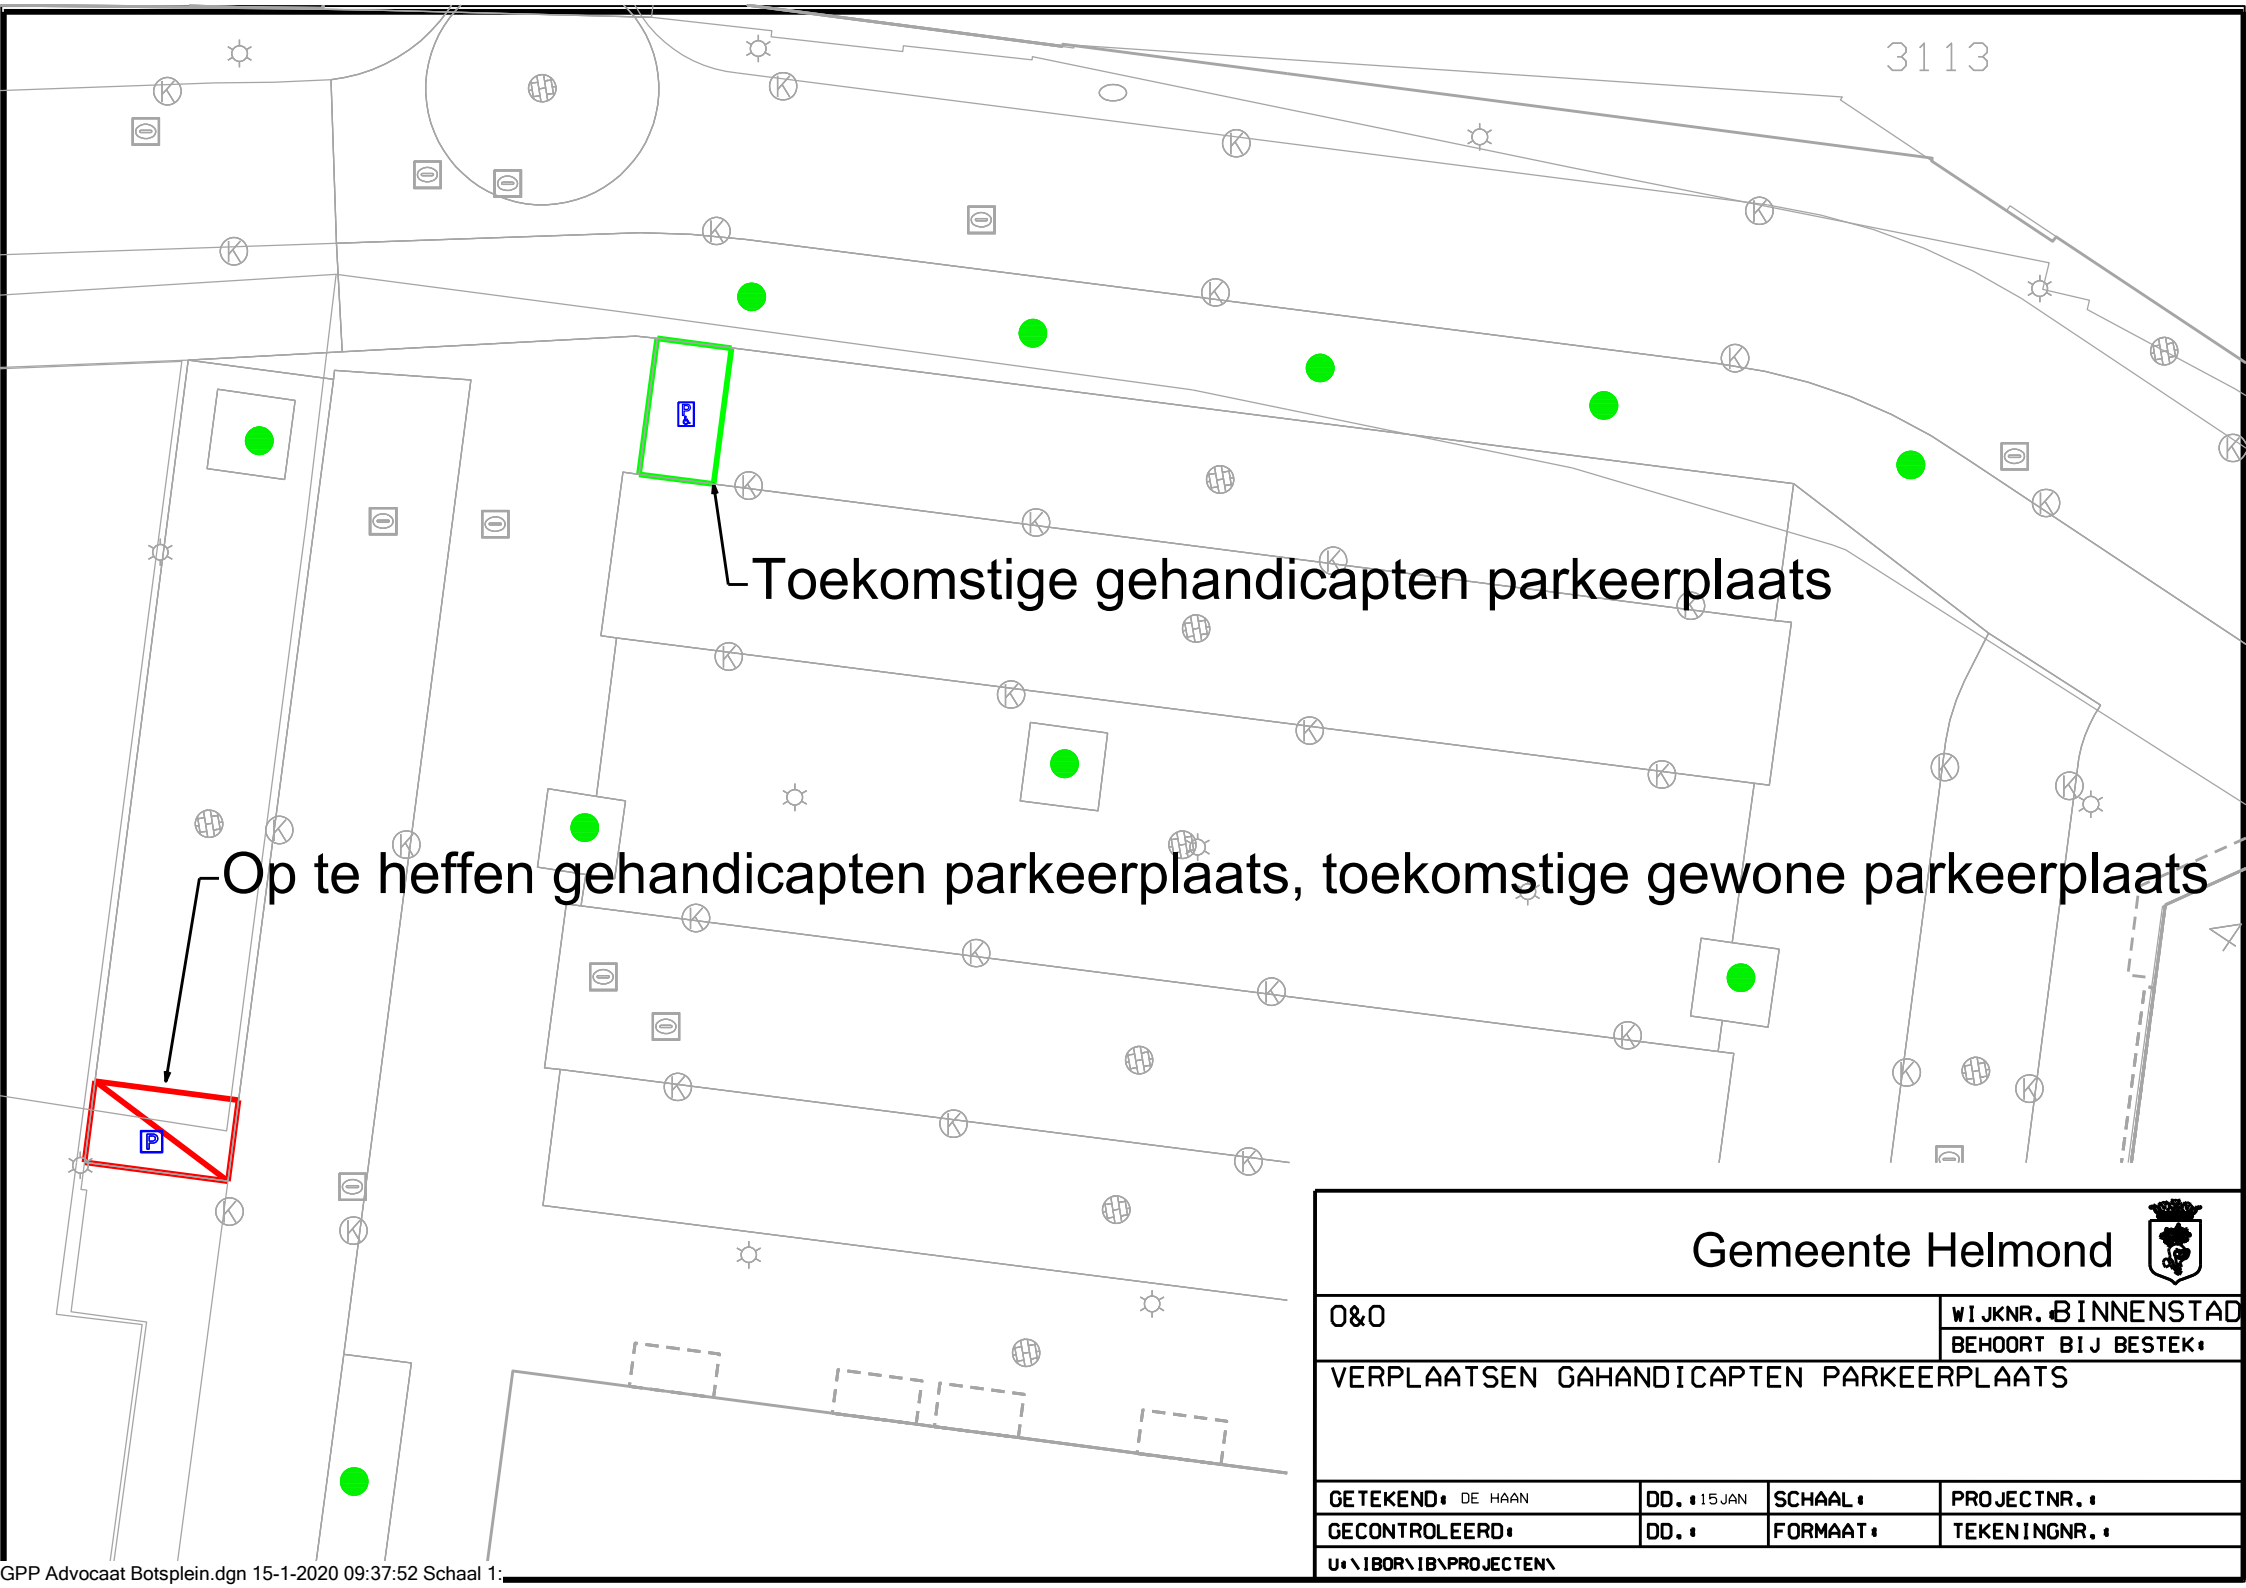 3113
P
Toekomstige gehandicapten parkeerplaats
Op te heffen gehandicapten parkeerplaats, toekomstige gewone parkeerplaats
4
P
Gemeente Helmond
O&O
WIJKNR.:BINNENSTAD
BEHOORT BIJ BESTEK:
VERPLAATSEN GAHANDICAPTEN PARKEERPLAATS
GETEKEND: DE HAAN DD.:15JAN SCHAAL: PROJECTNR.:
GECONTROLEERD: DD.: FORMAAT: TEKENINGNR.:
U:\IBOR\IB\PROJECTEN\
GPP Advocaat Botsplein.dgn 15-1-2020 09:37:52 Schaal 1: